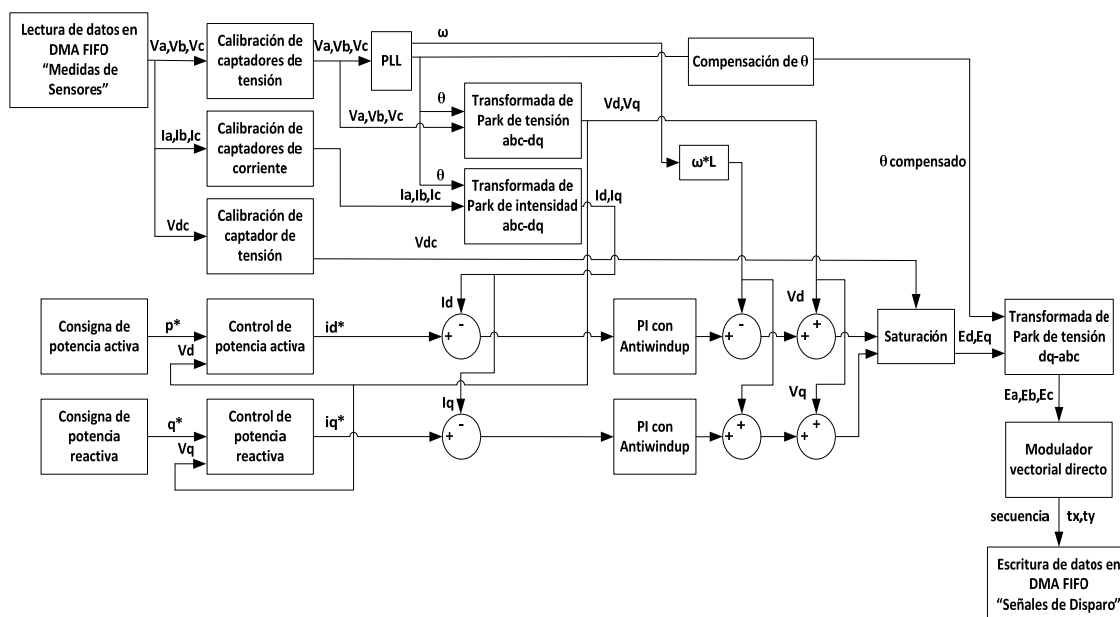 Lectura de datos en
DMA FIFO
“Medidas de
Sensores”
Va,Vb,Vc
Calibración de
captadores de
tensión
Va,Vb,Vc
PLL
ω
Compensación de θ
θ
Va,Vb,Vc
Transformada de
Park de tensión
abc-dq
Vd,Vq
Ia,Ib,Ic
Calibración de
captadores de
corriente
ω*L
θ compensado
θ
Ia,Ib,Ic
Transformada de
Park de intensidad
abc-dq
Id,Iq
Vdc
Calibración de
captador de
tensión
Vdc
Consigna de
potencia activa
p*
Vd
Control de
potencia activa
id*
Id
-
+
PI con
Antiwindup
-
+
Vd
+
+
Saturación
Ed,Eq
Transformada de
Park de tensión
dq-abc
Consigna de
potencia
reactiva
q*
Vq
Control de
potencia
reactiva
iq*
Iq
-
+
PI con
Antiwindup
+
+
Vq
+
+
Ea,Eb,Ec
Modulador
vectorial directo
secuencia tx,ty
Escritura de datos en
DMA FIFO
“Señales de Disparo”